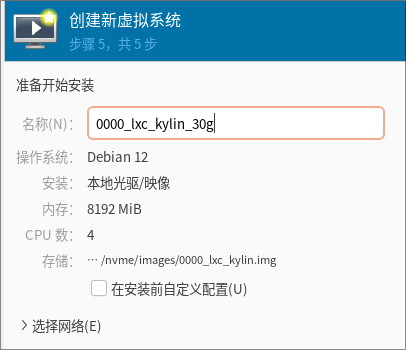 创建新虚拟系统
步骤 5，共 5 步
准备开始安装
名称(N)： 0000_lxc_kylin_30g
操作系统： Debian 12
安装： 本地光驱/映像
内存： 8192 MiB
CPU 数： 4
存储： ··· /nvme/images/0000_lxc_kylin.img
在安装前自定义配置(U)
选择网络(E)